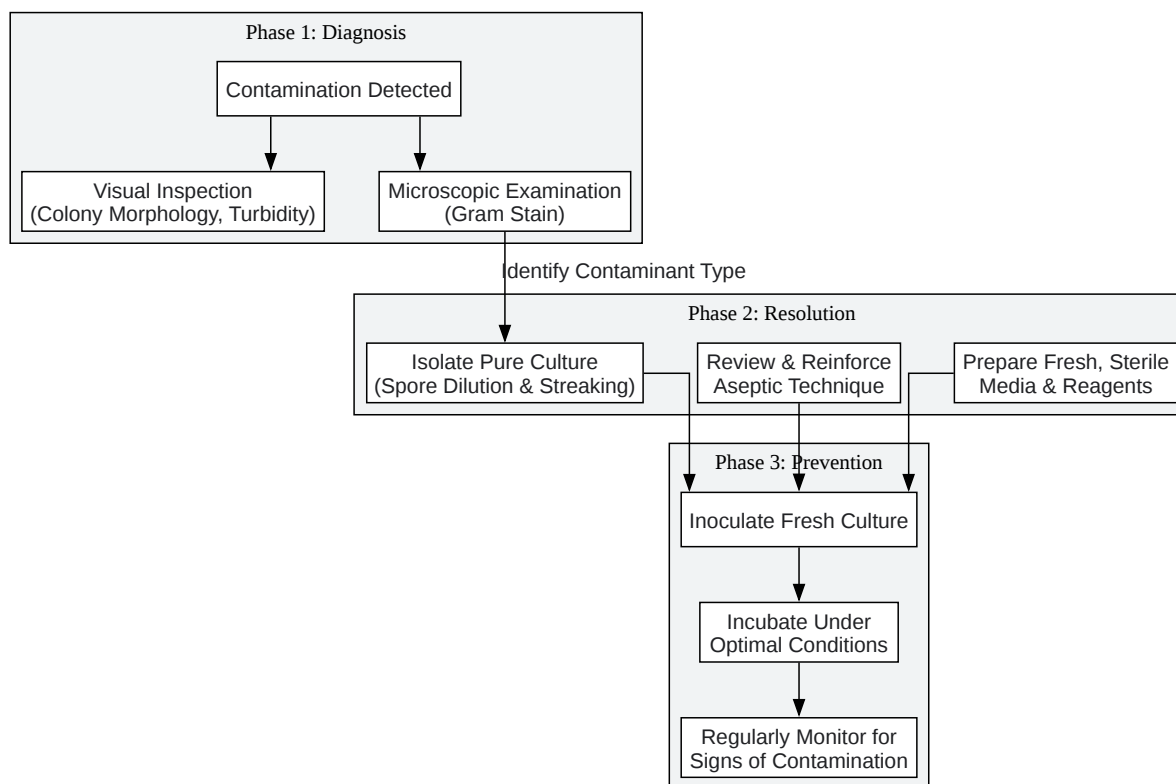 Phase 1: Diagnosis
Contamination Detected
Visual Inspection
(Colony Morphology, Turbidity)
Microscopic Examination
(Gram Stain)
Identify Contaminant Type
Phase 2: Resolution
Isolate Pure Culture
(Spore Dilution & Streaking)
Review & Reinforce
Aseptic Technique
Prepare Fresh, Sterile
Media & Reagents
Phase 3: Prevention
Inoculate Fresh Culture
Incubate Under
Optimal Conditions
Regularly Monitor for
Signs of Contamination